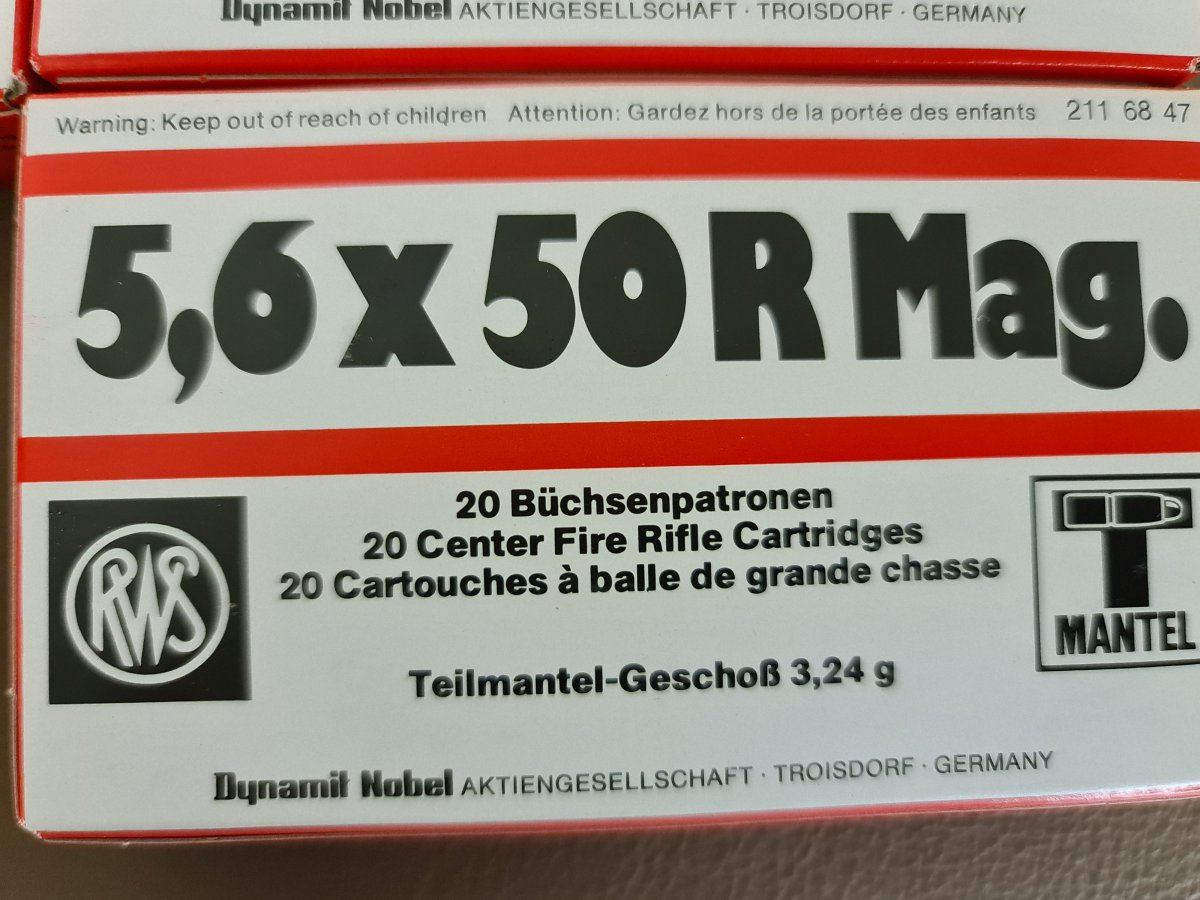 Dynamit Nobel AKTIENGESELLSCHAFT · TROISDORF · GERMANY
Warning: Keep out of reach of children Attention: Gardez hors de la portée des enfants 211 68 47
5,6 x 50 R Mag.
20 Büchsenpatronen
20 Center Fire Rifle Cartridges
20 Cartouches à balle de grande chasse
RWS
T
MANTEL
Teilmantel-Geschoß 3,24 g
Dynamit Nobel AKTIENGESELLSCHAFT · TROISDORF · GERMANY